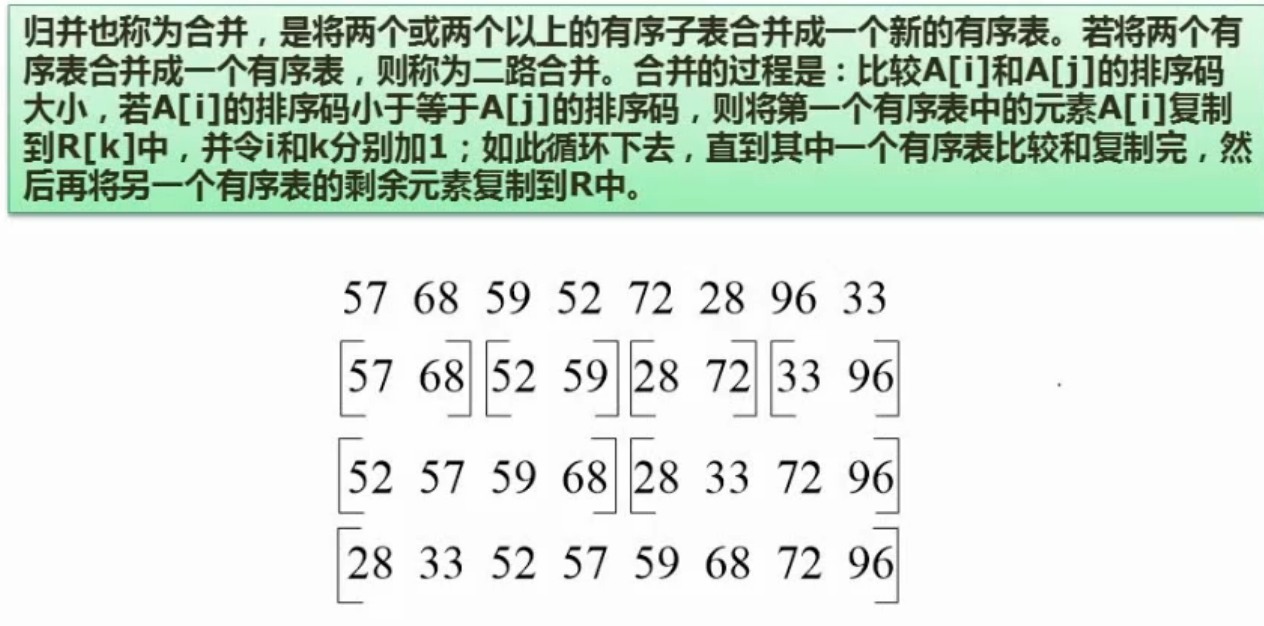 归并也称为合并，是将两个或两个以上的有序子表合并成一个新的有序表。若将两个有
序表合并成一个有序表，则称为二路合并。合并的过程是：比较A[i]和A[j]的排序码
大小，若A[i]的排序码小于等于A[j]的排序码，则将第一个有序表中的元素A[i]复制
到R[k]中，并令i和k分别加1；如此循环下去，直到其中一个有序表比较和复制完，然
后再将另一个有序表的剩余元素复制到R中。
57 68 59 52 72 28 96 33
[57 68] [52 59] [28 72] [33 96]
[52 57 59 68] [28 33 72 96]
[28 33 52 57 59 68 72 96]